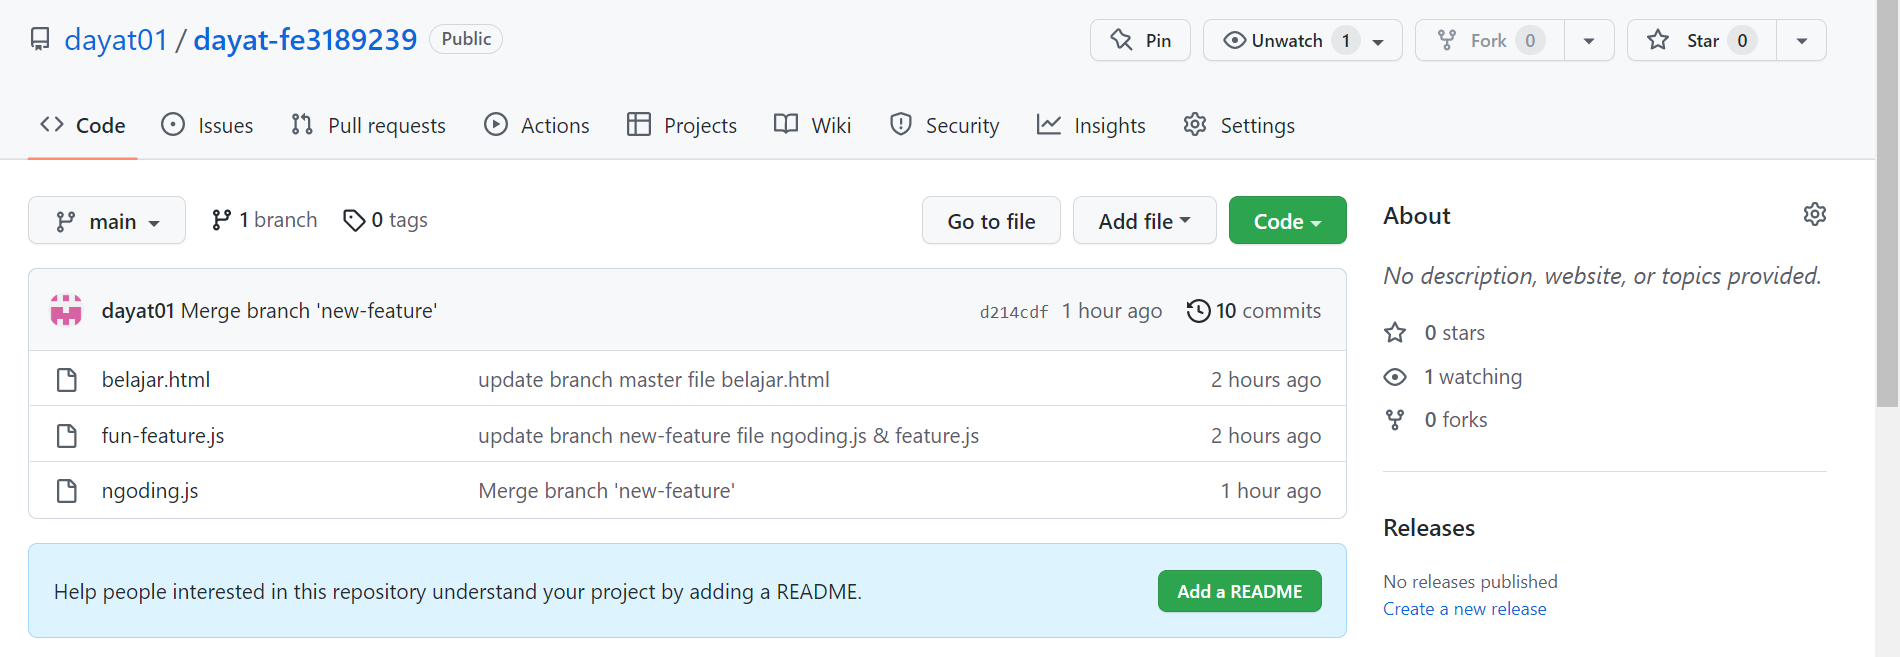 dayat01 / dayat-fe3189239 Public Pin Unwatch 1 Fork 0 Star 0
Code Issues Pull requests Actions Projects Wiki Security Insights Settings
main 1 branch 0 tags Go to file Add file Code
dayat01 Merge branch 'new-feature' d214cdf 1 hour ago 10 commits
belajar.html update branch master file belajar.html 2 hours ago
fun-feature.js update branch new-feature file ngoding.js & feature.js 2 hours ago
ngoding.js Merge branch 'new-feature' 1 hour ago
Help people interested in this repository understand your project by adding a README. Add a README
About
No description, website, or topics provided.
0 stars
1 watching
0 forks
Releases
No releases published
Create a new release